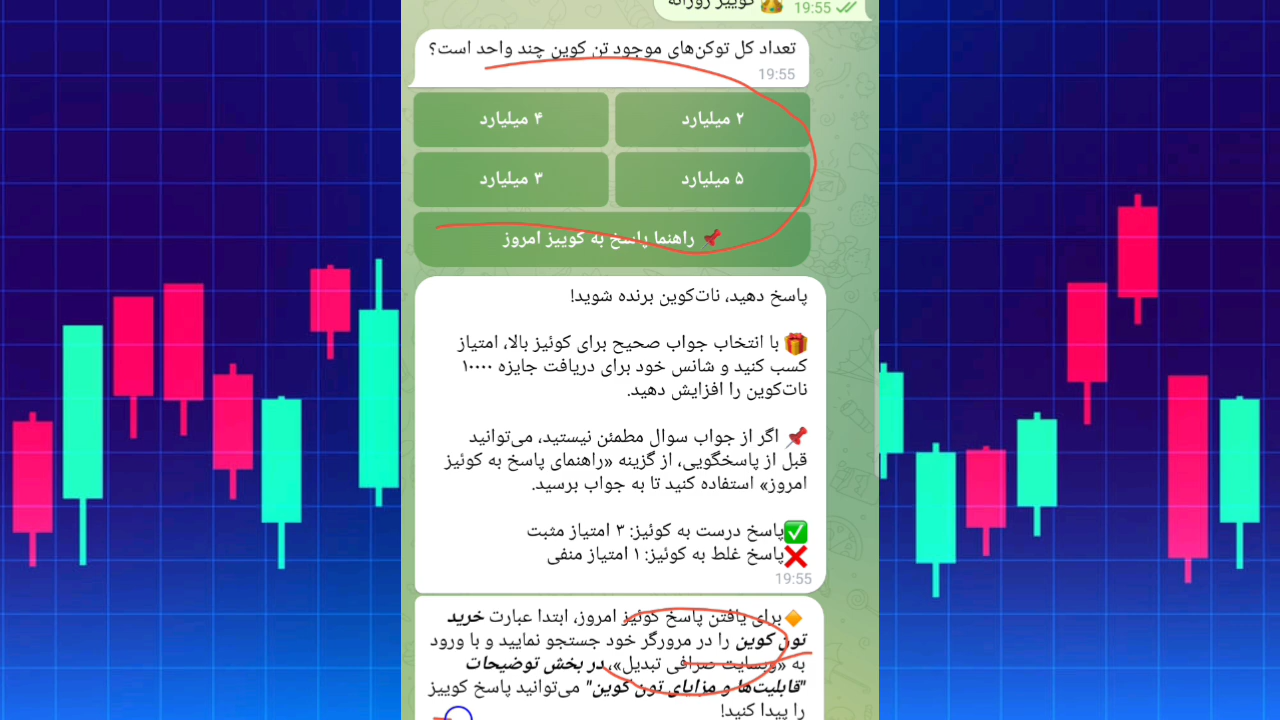 کوییز روزانه 19:55
تعداد کل توکن‌های موجود تن کوین چند واحد است؟
19:55
۲ میلیارد
۴ میلیارد
۵ میلیارد
۳ میلیارد
راهنما پاسخ به کوییز امروز
پاسخ دهید، نات‌کوین برنده شوید!
با انتخاب جواب صحیح برای کوئیز بالا، امتیاز
کسب کنید و شانس خود برای دریافت جایزه ۱۰۰۰۰
نات‌کوین را افزایش دهید.
اگر از جواب سوال مطمئن نیستید، می‌توانید
قبل از پاسخگویی، از گزینه «راهنمای پاسخ به کوئیز
امروز» استفاده کنید تا به جواب برسید.
پاسخ درست به کوئیز: ۳ امتیاز مثبت
پاسخ غلط به کوئیز: ۱ امتیاز منفی
19:55
برای یافتن پاسخ کوئیز امروز، ابتدا عبارت خرید
تون کوین را در مرورگر خود جستجو نمایید و با ورود
به «وبسایت صرافی تبدیل»، در بخش توضیحات
"قابلیت‌ها و مزایای تون کوین" می‌توانید پاسخ کوییز
را پیدا کنید!